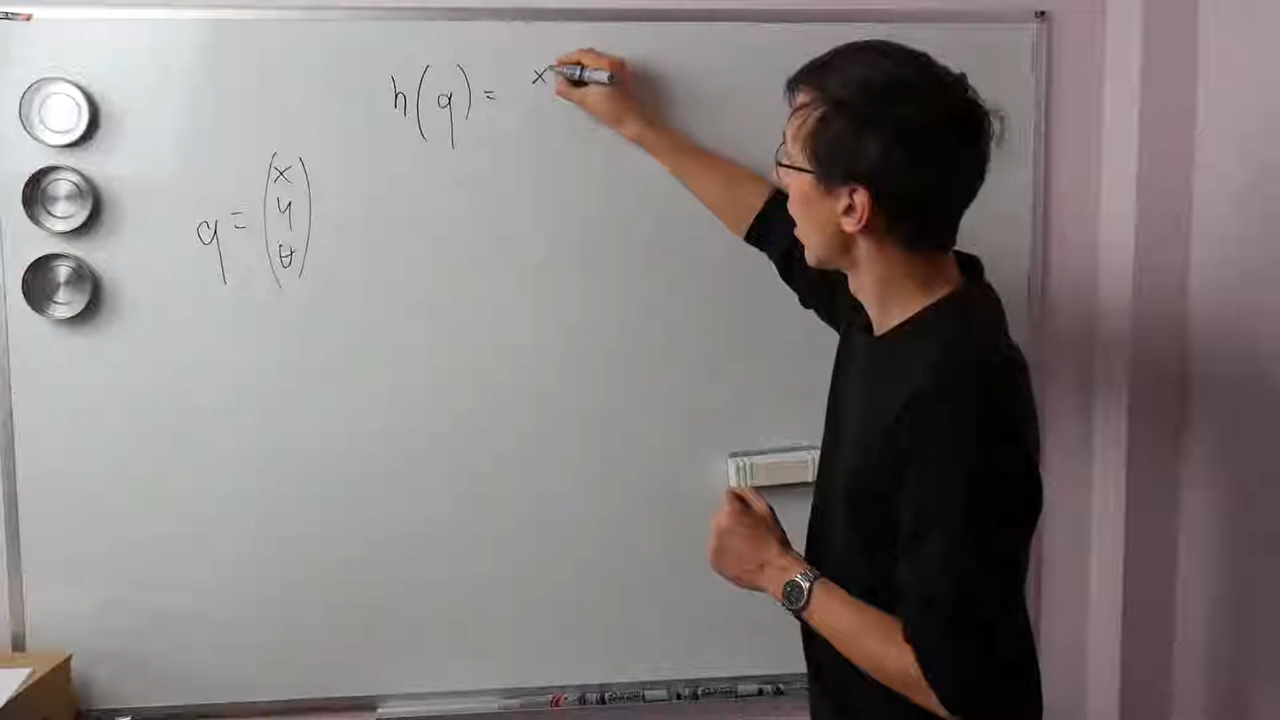 h(q) = x
q = (x
y
θ)